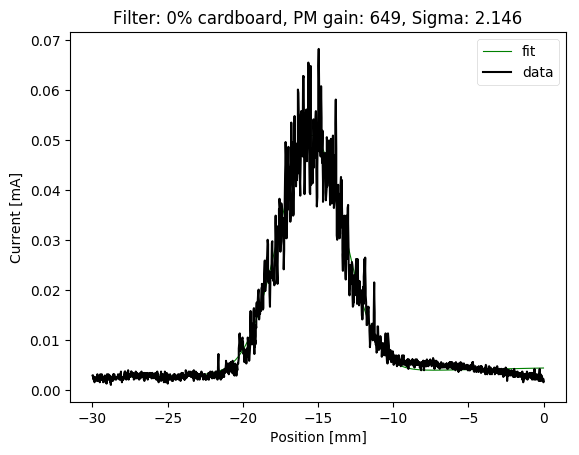 Filter: 0% cardboard, PM gain: 649, Sigma: 2.146
fit
data
Current [mA]
0.07
0.06
0.05
0.04
0.03
0.02
0.01
0.00
−30 −25 −20 −15 −10 −5 0
Position [mm]